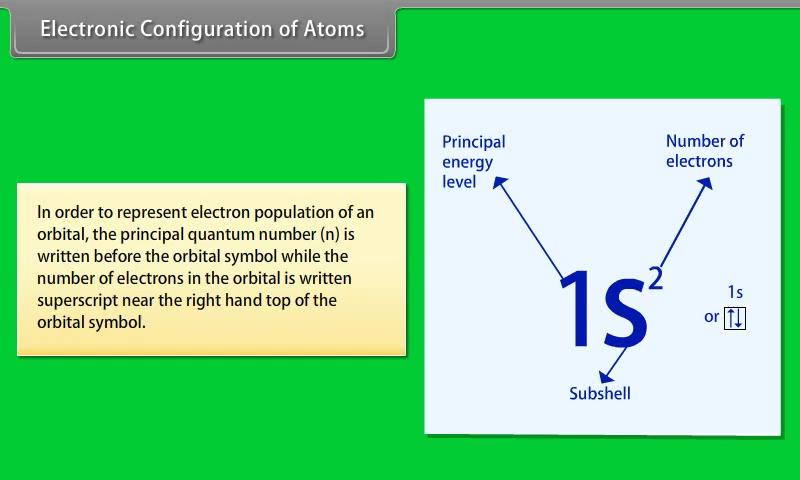 Electronic Configuration of Atoms
In order to represent electron population of an
orbital, the principal quantum number (n) is
written before the orbital symbol while the
number of electrons in the orbital is written
superscript near the right hand top of the
orbital symbol.
Principal
energy
level
Number of
electrons
1s²
1s
or ↑↓
Subshell